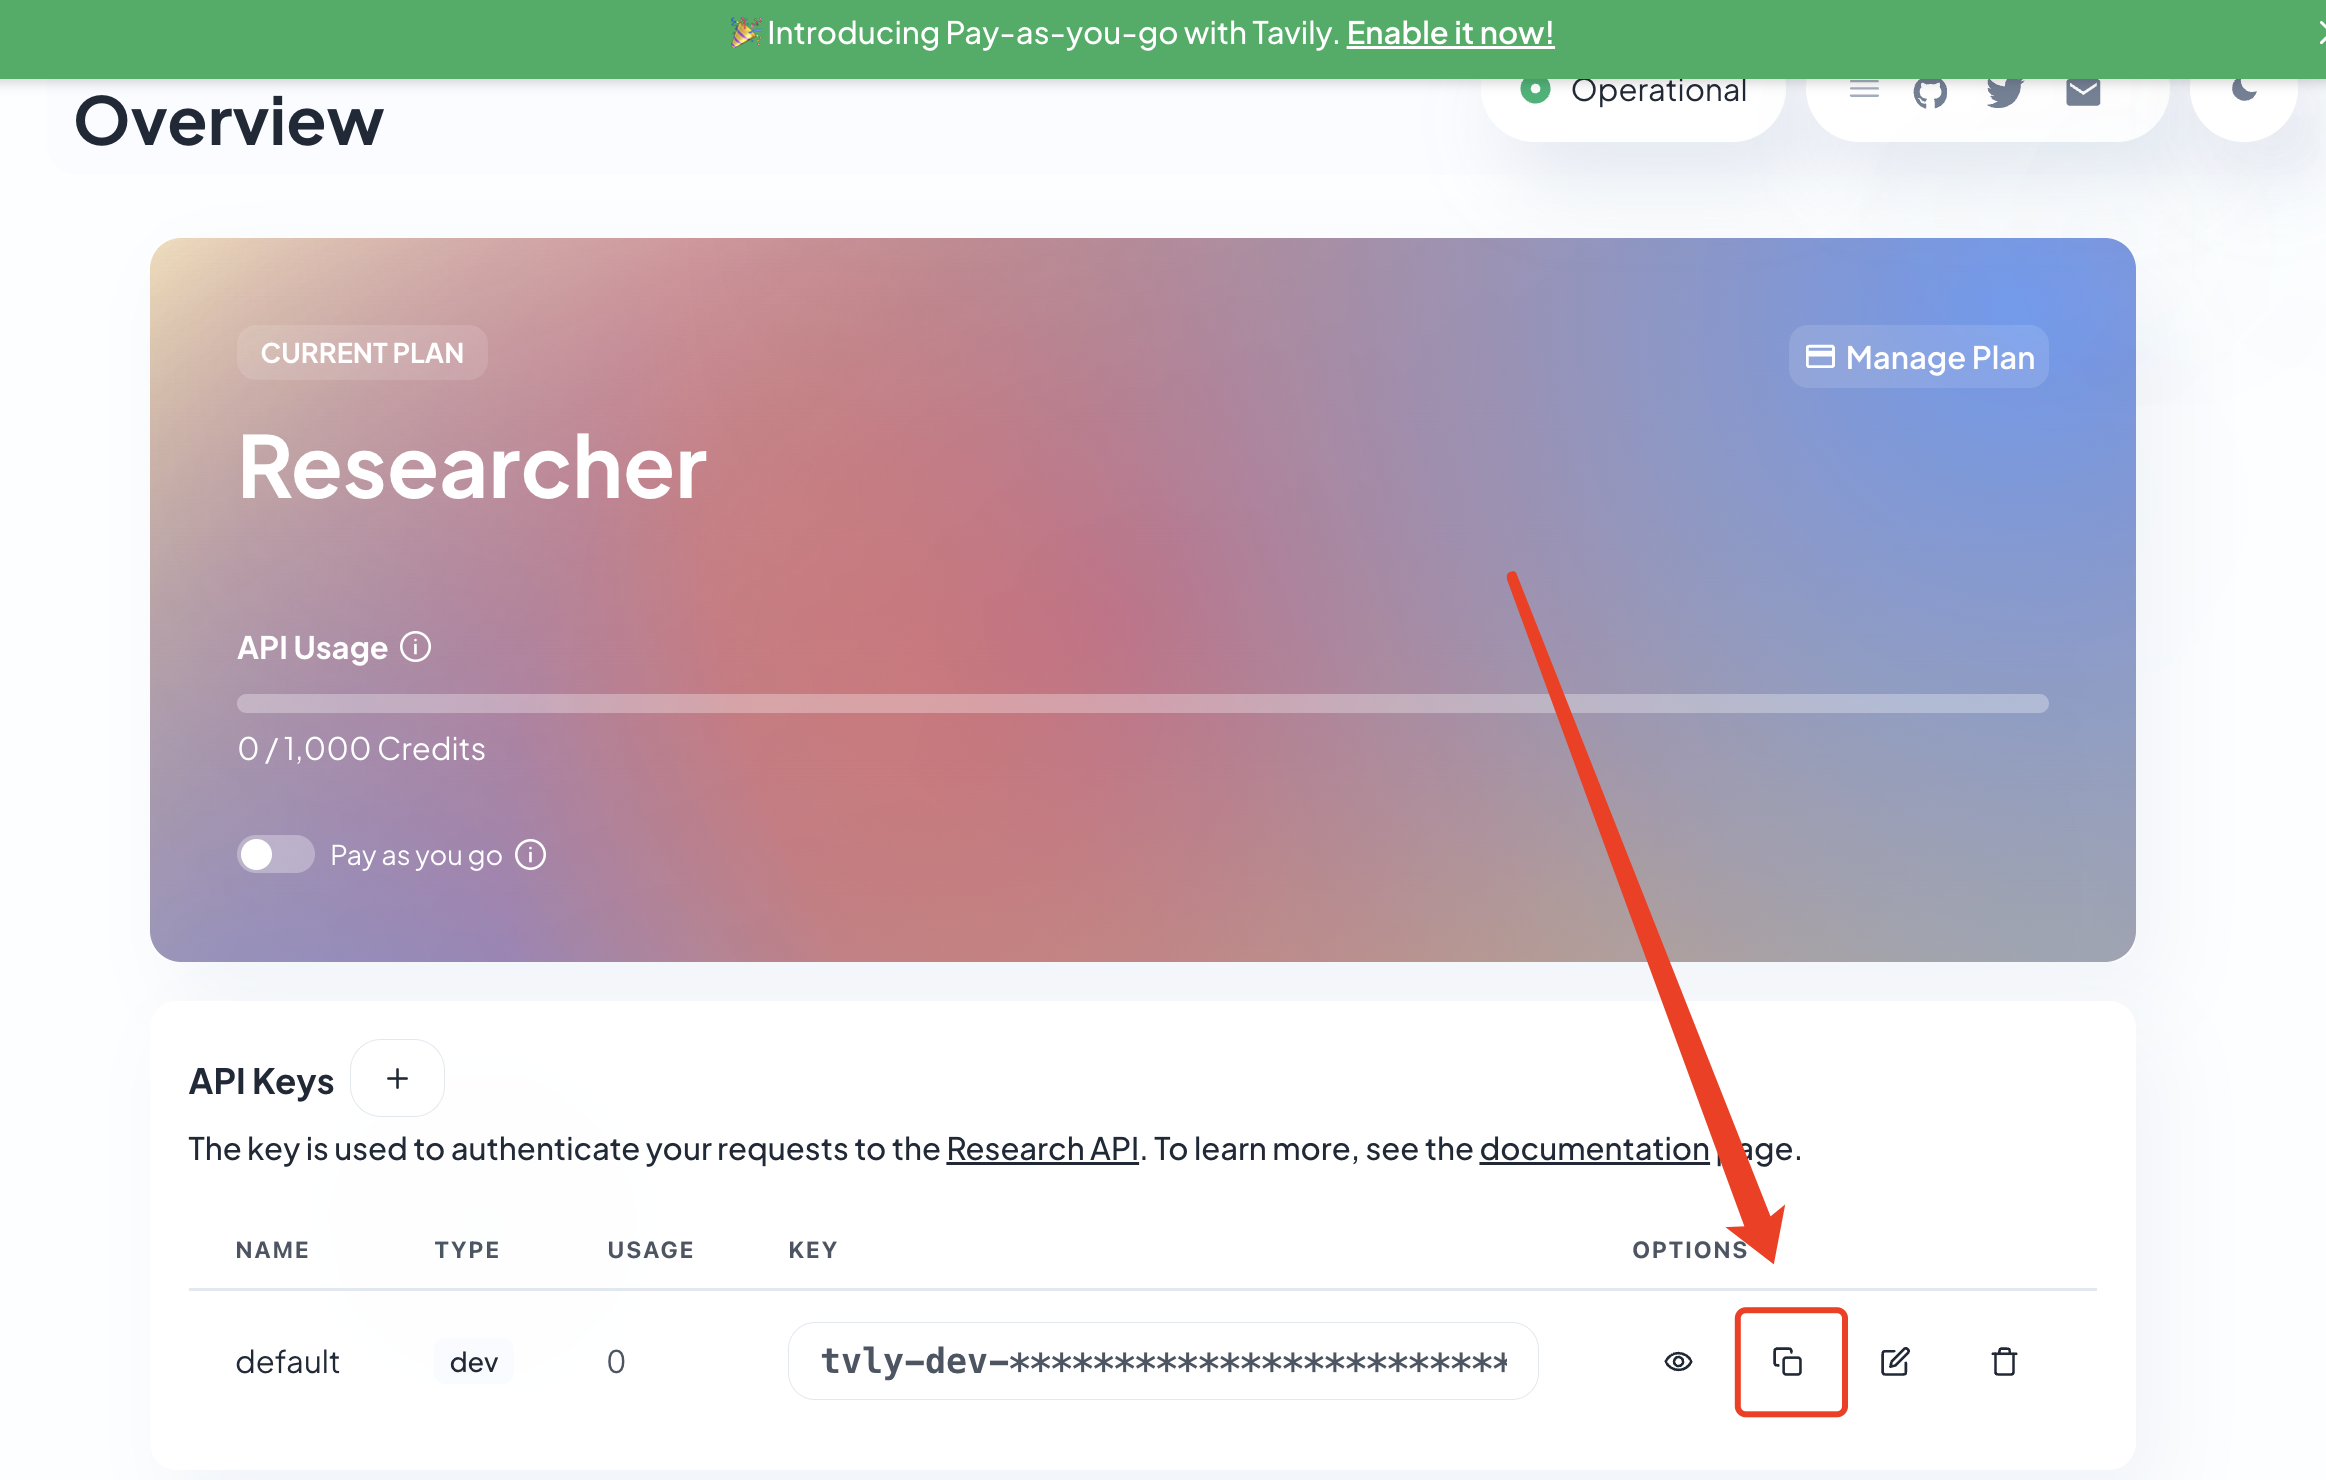 🎉 Introducing Pay-as-you-go with Tavily. Enable it now!
Overview
Operational
CURRENT PLAN
Manage Plan
Researcher
API Usage
0 / 1,000 Credits
Pay as you go
API Keys +
The key is used to authenticate your requests to the Research API. To learn more, see the documentation page.
NAME TYPE USAGE KEY OPTIONS
default dev 0 tvly-dev-************************